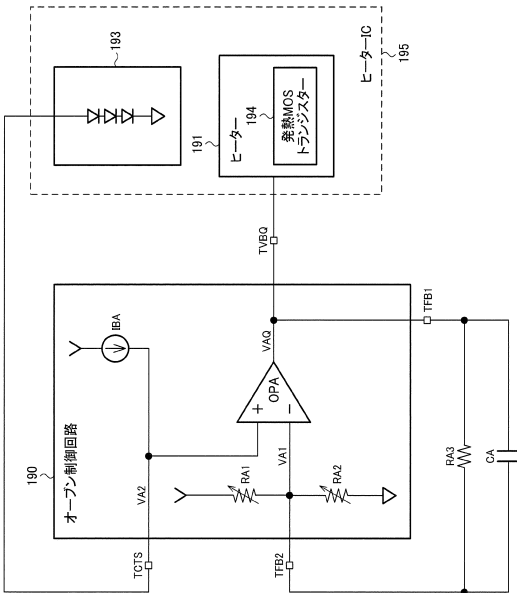 193
191
ヒーター
194
発熱MOS
トランジスター
ヒーターIC
195
TVBQ
190
オーブン制御回路
IBA
VA2
VAQ
OPA
+
−
VA1
RA1
RA2
TCTS
TFB2
TFB1
RA3
CA